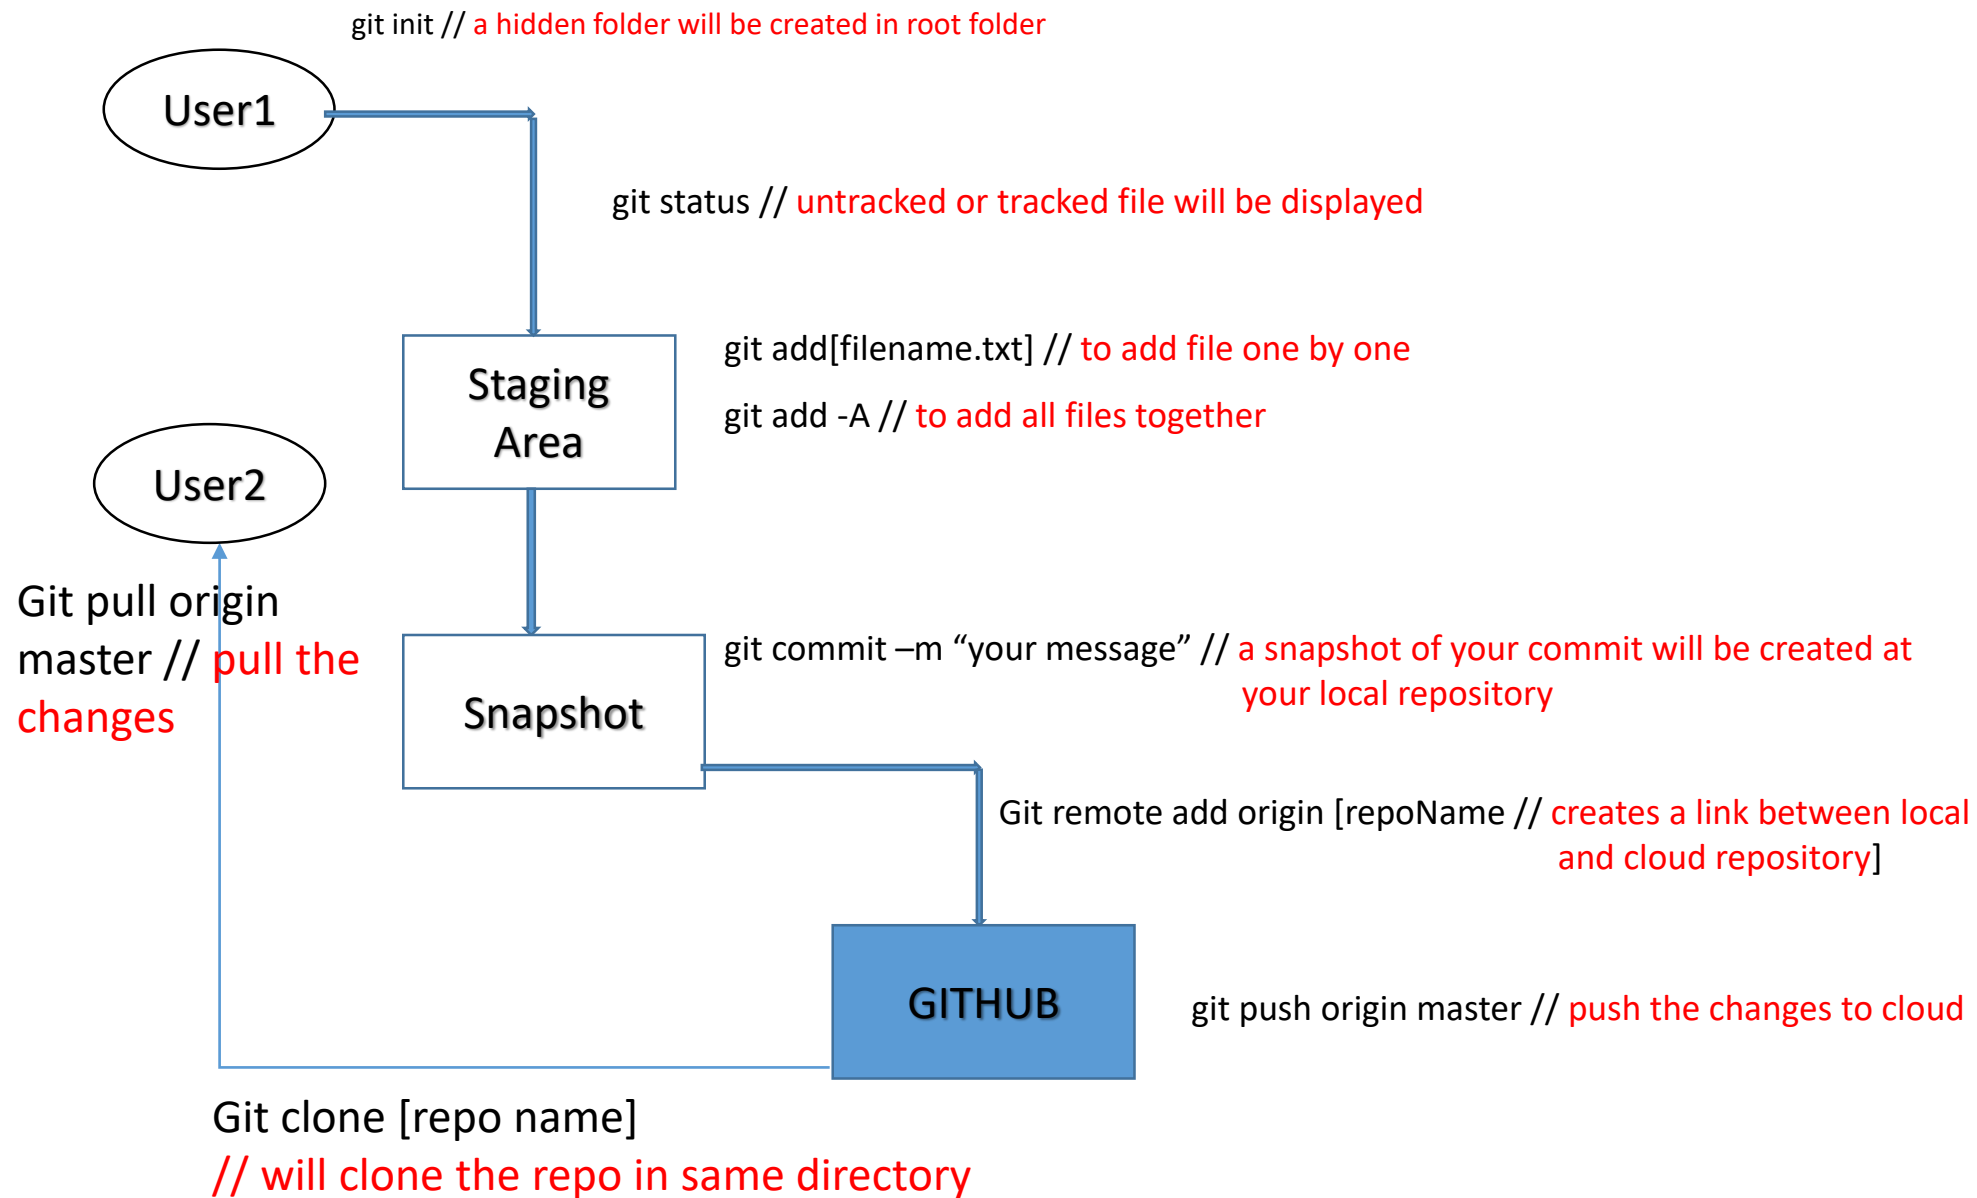 git init // a hidden folder will be created in root folder
User1
git status // untracked or tracked file will be displayed
Staging
Area
git add[filename.txt] // to add file one by one
git add -A // to add all files together
User2
Git pull origin
master // pull the
changes
Snapshot
git commit –m “your message” // a snapshot of your commit will be created at
your local repository
Git remote add origin [repoName // creates a link between local
and cloud repository]
GITHUB
git push origin master // push the changes to cloud
Git clone [repo name]
// will clone the repo in same directory